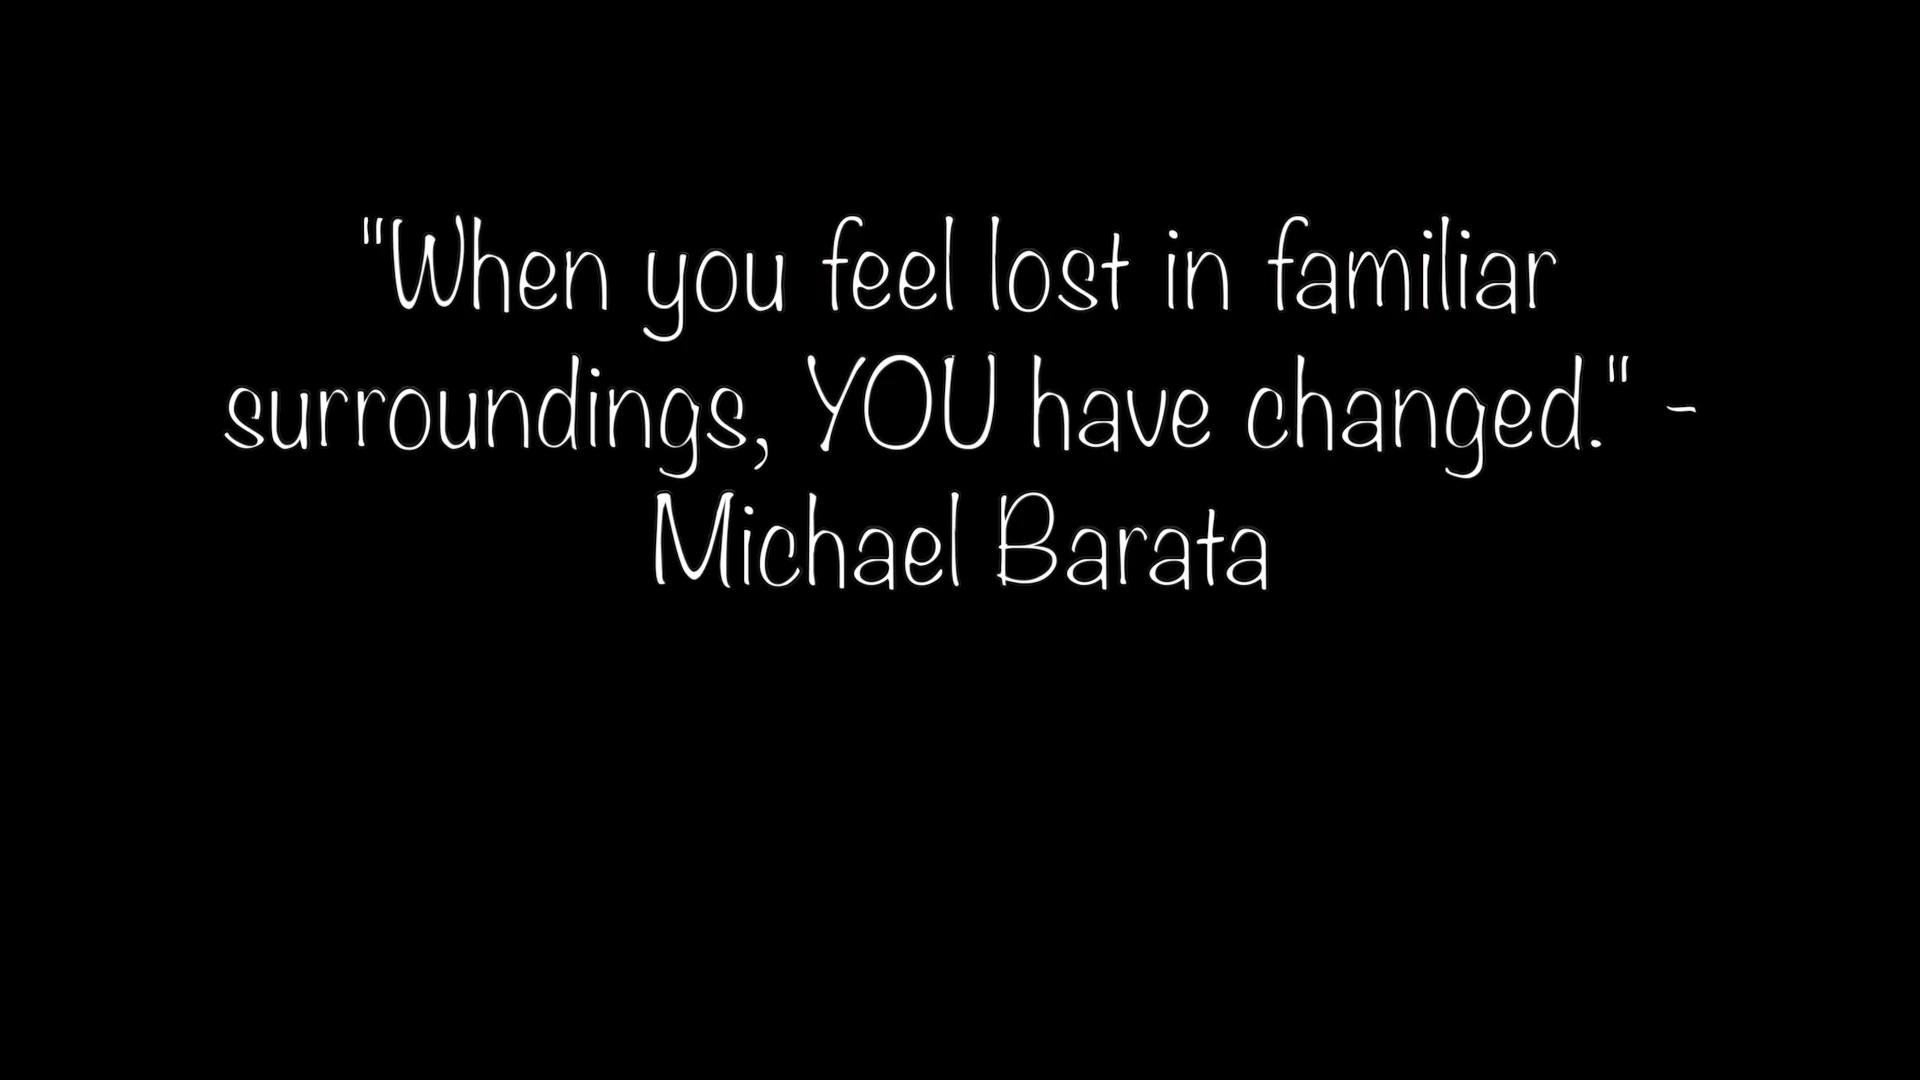 "When you feel lost in familiar
surroundings, YOU have changed." -
Michael Barata